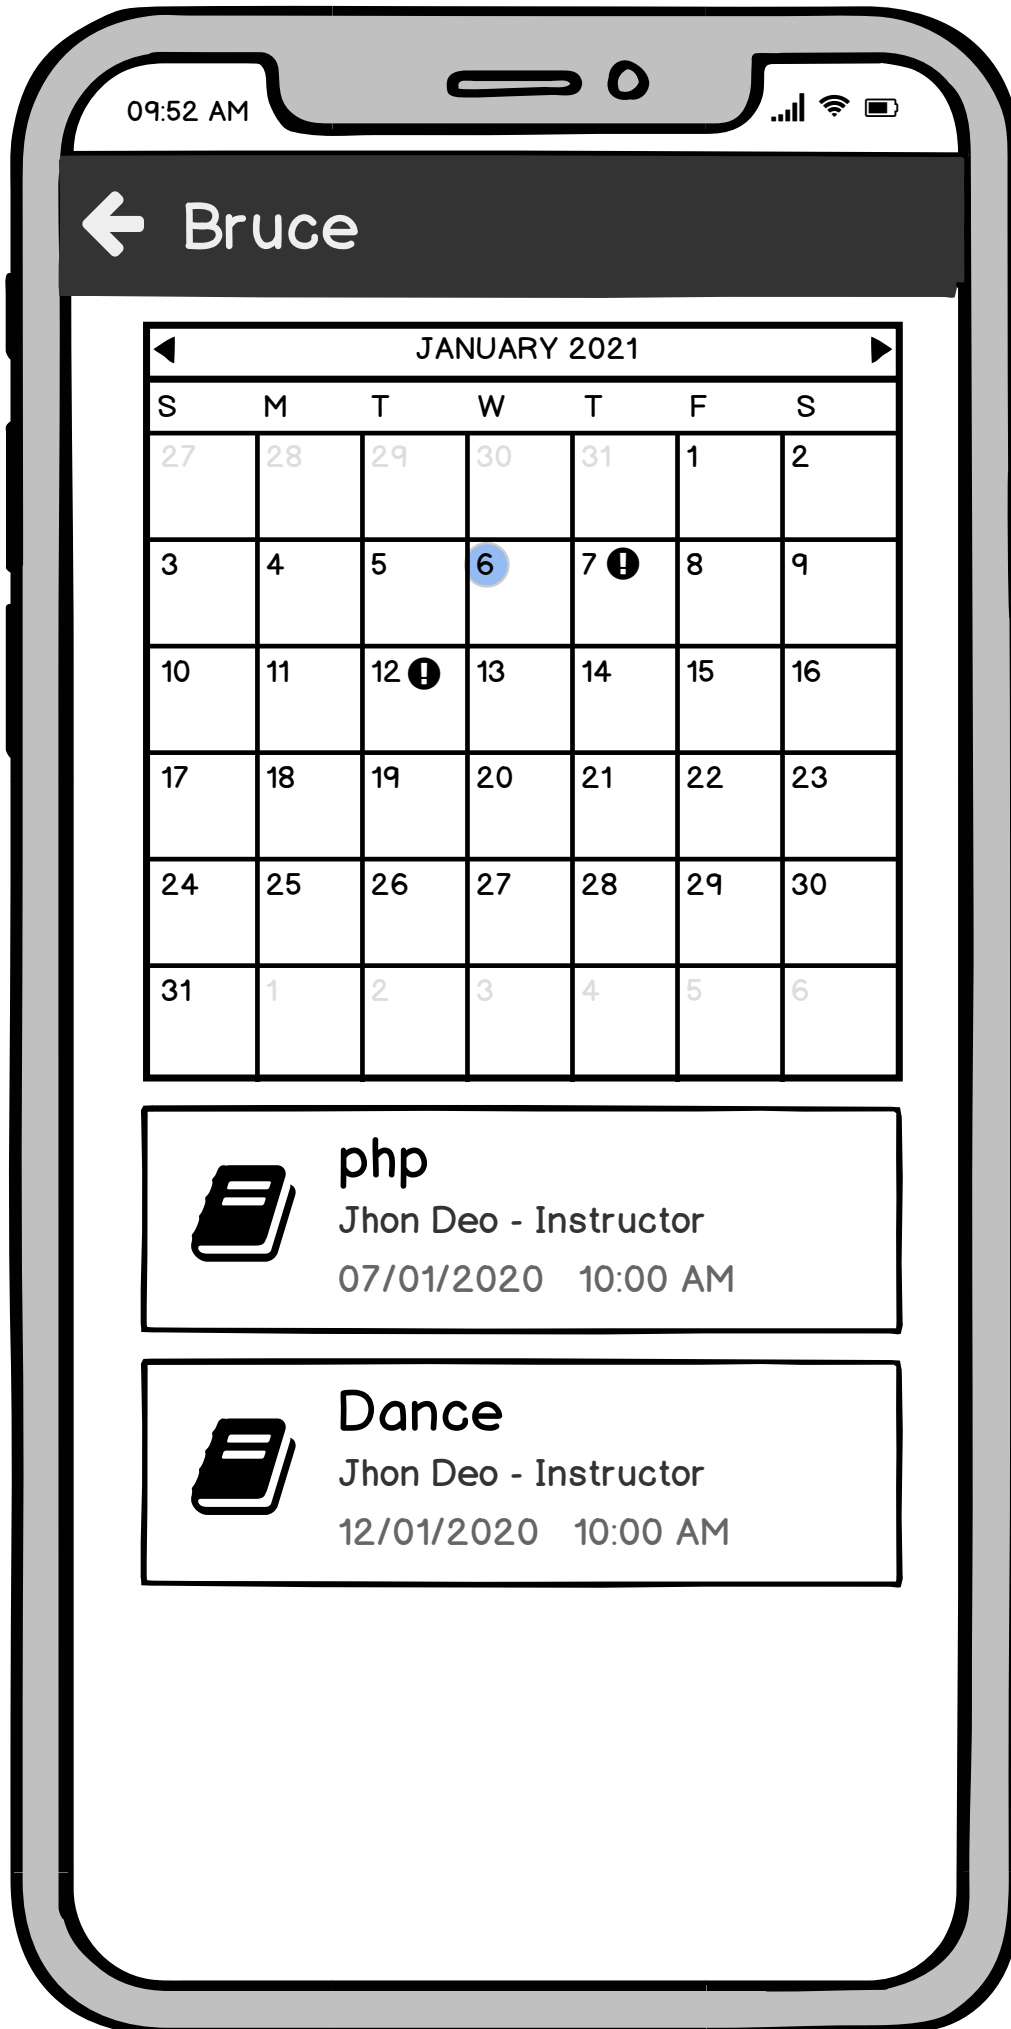 09:52 AM
Bruce
JANUARY 2021
S M T W T F S
27 28 29 30 31 1 2
3 4 5 6 7 8 9
10 11 12 13 14 15 16
17 18 19 20 21 22 23
24 25 26 27 28 29 30
31 1 2 3 4 5 6
php
Jhon Deo - Instructor
07/01/2020 10:00 AM
Dance
Jhon Deo - Instructor
12/01/2020 10:00 AM